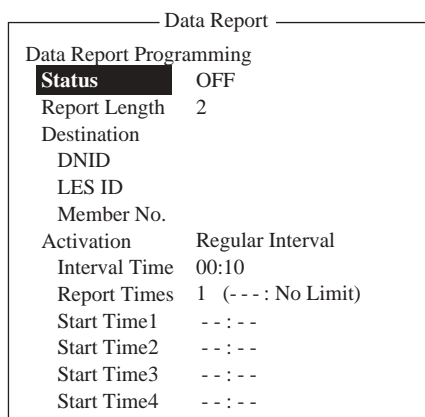 Data Report
Data Report Programming
Status OFF
Report Length 2
Destination
DNID
LES ID
Member No.
Activation Regular Interval
Interval Time 00:10
Report Times 1 (- - - : No Limit)
Start Time1 - - : - -
Start Time2 - - : - -
Start Time3 - - : - -
Start Time4 - - : - -